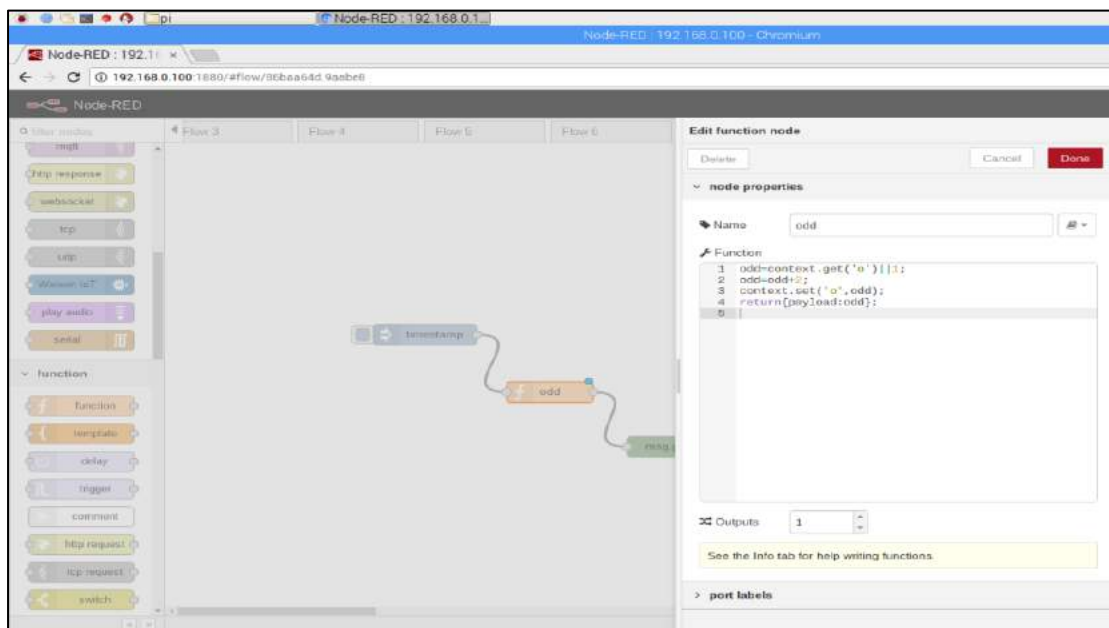 pi
Node-RED : 192.168.0.1...
Node-RED : 192.168.0.100 - Chromium
Node-RED : 192.1
192.168.0.100:1880/#flow/
Node-RED
filter nodes
Flow 3
Flow 4
Flow 5
Flow 6
mqtt
http response
websocket
tcp
udp
Watson IoT
play audio
serial
function
function
template
delay
trigger
comment
http request
tcp request
switch
timestamp
odd
msg.p
Edit function node
Delete
Cancel
Done
node properties
Name
odd
Function
1 odd=context.get('o')||1;
2 odd=odd+2;
3 context.set('o',odd);
4 return{payload:odd};
5
Outputs
1
See the Info tab for help writing functions.
port labels